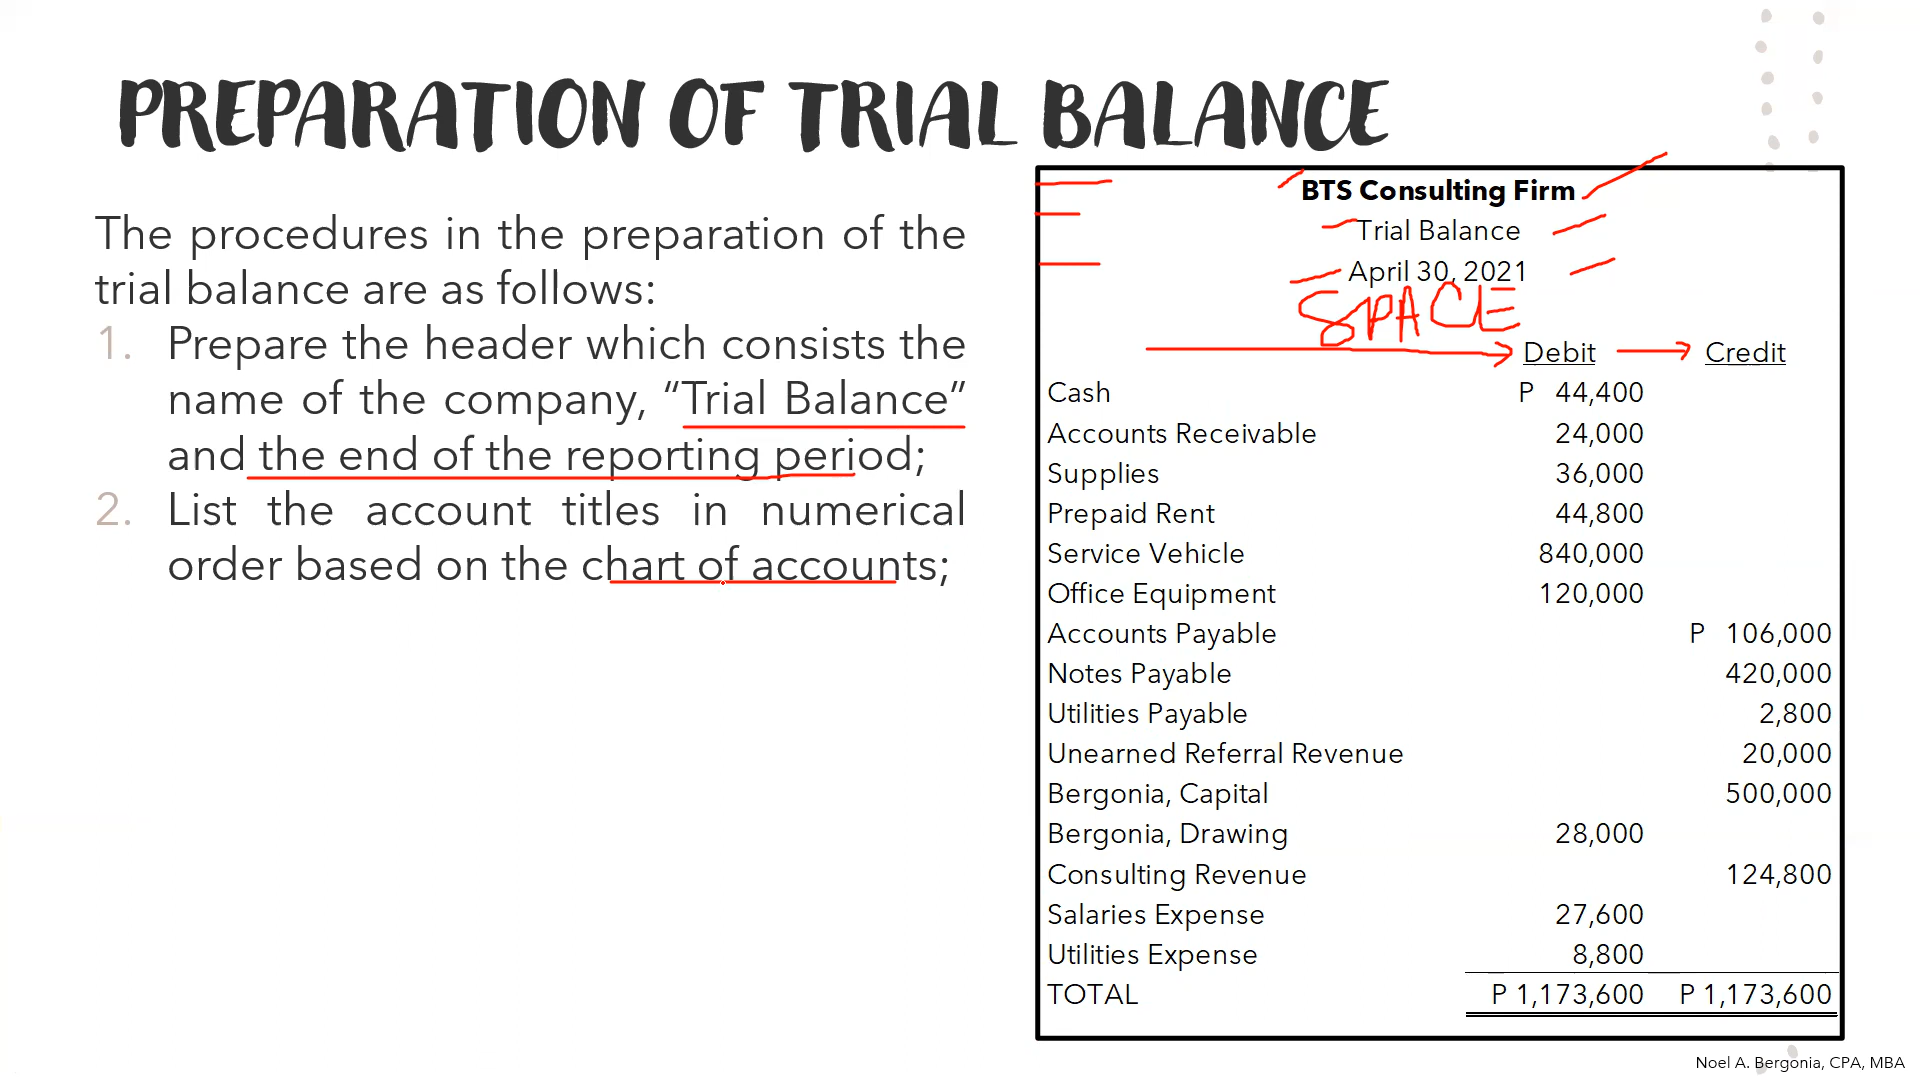 PREPARATION OF TRIAL BALANCE
The procedures in the preparation of the
trial balance are as follows:
1. Prepare the header which consists the
name of the company, “Trial Balance”
and the end of the reporting period;
2. List the account titles in numerical
order based on the chart of accounts;
BTS Consulting Firm
Trial Balance
April 30, 2021
SPACE
Debit Credit
Cash P 44,400
Accounts Receivable 24,000
Supplies 36,000
Prepaid Rent 44,800
Service Vehicle 840,000
Office Equipment 120,000
Accounts Payable P 106,000
Notes Payable 420,000
Utilities Payable 2,800
Unearned Referral Revenue 20,000
Bergonia, Capital 500,000
Bergonia, Drawing 28,000
Consulting Revenue 124,800
Salaries Expense 27,600
Utilities Expense 8,800
TOTAL P 1,173,600 P 1,173,600
Noel A. Bergonia, CPA, MBA